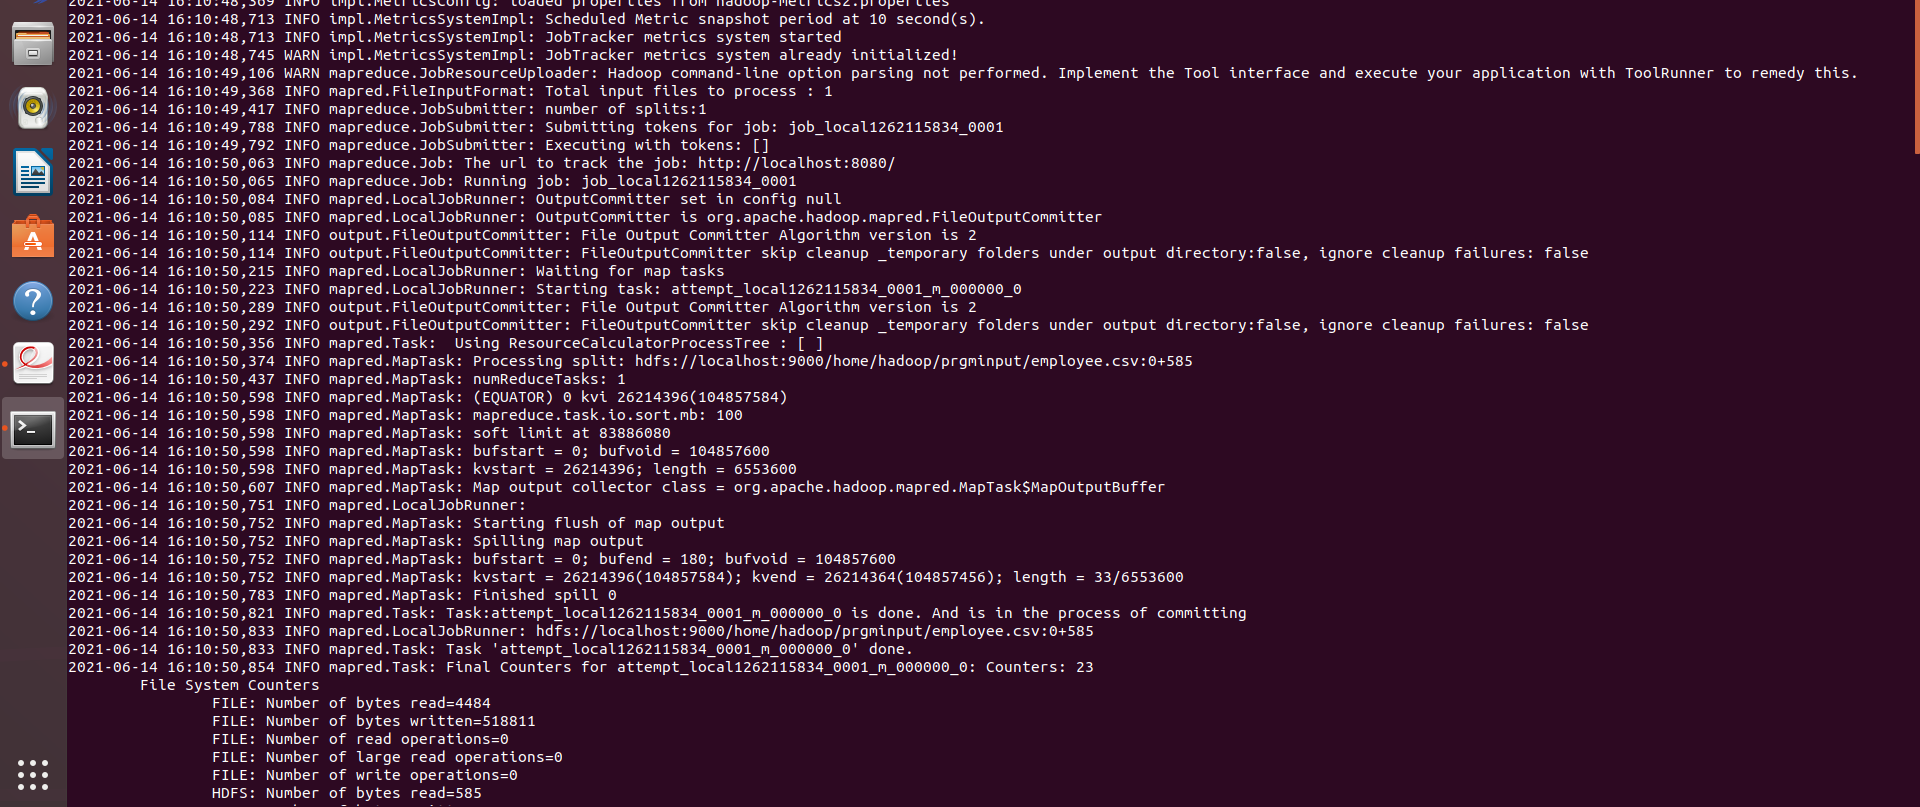 2021-06-14 16:10:48,569 INFO impl.MetricsConfig: loaded properties from hadoop-metrics2.properties
2021-06-14 16:10:48,713 INFO impl.MetricsSystemImpl: Scheduled Metric snapshot period at 10 second(s).
2021-06-14 16:10:48,713 INFO impl.MetricsSystemImpl: JobTracker metrics system started
2021-06-14 16:10:48,745 WARN impl.MetricsSystemImpl: JobTracker metrics system already initialized!
2021-06-14 16:10:49,106 WARN mapreduce.JobResourceUploader: Hadoop command-line option parsing not performed. Implement the Tool interface and execute your application with ToolRunner to remedy this.
2021-06-14 16:10:49,368 INFO mapred.FileInputFormat: Total input files to process : 1
2021-06-14 16:10:49,417 INFO mapreduce.JobSubmitter: number of splits:1
2021-06-14 16:10:49,788 INFO mapreduce.JobSubmitter: Submitting tokens for job: job_local1262115834_0001
2021-06-14 16:10:49,792 INFO mapreduce.JobSubmitter: Executing with tokens: []
2021-06-14 16:10:50,063 INFO mapreduce.Job: The url to track the job: http://localhost:8080/
2021-06-14 16:10:50,065 INFO mapreduce.Job: Running job: job_local1262115834_0001
2021-06-14 16:10:50,084 INFO mapred.LocalJobRunner: OutputCommitter set in config null
2021-06-14 16:10:50,085 INFO mapred.LocalJobRunner: OutputCommitter is org.apache.hadoop.mapred.FileOutputCommitter
2021-06-14 16:10:50,114 INFO output.FileOutputCommitter: File Output Committer Algorithm version is 2
2021-06-14 16:10:50,114 INFO output.FileOutputCommitter: FileOutputCommitter skip cleanup _temporary folders under output directory:false, ignore cleanup failures: false
2021-06-14 16:10:50,215 INFO mapred.LocalJobRunner: Waiting for map tasks
2021-06-14 16:10:50,223 INFO mapred.LocalJobRunner: Starting task: attempt_local1262115834_0001_m_000000_0
2021-06-14 16:10:50,289 INFO output.FileOutputCommitter: File Output Committer Algorithm version is 2
2021-06-14 16:10:50,292 INFO output.FileOutputCommitter: FileOutputCommitter skip cleanup _temporary folders under output directory:false, ignore cleanup failures: false
2021-06-14 16:10:50,356 INFO mapred.Task:  Using ResourceCalculatorProcessTree : [ ]
2021-06-14 16:10:50,374 INFO mapred.MapTask: Processing split: hdfs://localhost:9000/home/hadoop/prgminput/employee.csv:0+585
2021-06-14 16:10:50,437 INFO mapred.MapTask: numReduceTasks: 1
2021-06-14 16:10:50,598 INFO mapred.MapTask: (EQUATOR) 0 kvi 26214396(104857584)
2021-06-14 16:10:50,598 INFO mapred.MapTask: mapreduce.task.io.sort.mb: 100
2021-06-14 16:10:50,598 INFO mapred.MapTask: soft limit at 83886080
2021-06-14 16:10:50,598 INFO mapred.MapTask: bufstart = 0; bufvoid = 104857600
2021-06-14 16:10:50,598 INFO mapred.MapTask: kvstart = 26214396; length = 6553600
2021-06-14 16:10:50,607 INFO mapred.MapTask: Map output collector class = org.apache.hadoop.mapred.MapTask$MapOutputBuffer
2021-06-14 16:10:50,751 INFO mapred.LocalJobRunner:
2021-06-14 16:10:50,752 INFO mapred.MapTask: Starting flush of map output
2021-06-14 16:10:50,752 INFO mapred.MapTask: Spilling map output
2021-06-14 16:10:50,752 INFO mapred.MapTask: bufstart = 0; bufend = 180; bufvoid = 104857600
2021-06-14 16:10:50,752 INFO mapred.MapTask: kvstart = 26214396(104857584); kvend = 26214364(104857456); length = 33/6553600
2021-06-14 16:10:50,783 INFO mapred.MapTask: Finished spill 0
2021-06-14 16:10:50,821 INFO mapred.Task: Task:attempt_local1262115834_0001_m_000000_0 is done. And is in the process of committing
2021-06-14 16:10:50,833 INFO mapred.LocalJobRunner: hdfs://localhost:9000/home/hadoop/prgminput/employee.csv:0+585
2021-06-14 16:10:50,833 INFO mapred.Task: Task 'attempt_local1262115834_0001_m_000000_0' done.
2021-06-14 16:10:50,854 INFO mapred.Task: Final Counters for attempt_local1262115834_0001_m_000000_0: Counters: 23
File System Counters
FILE: Number of bytes read=4484
FILE: Number of bytes written=518811
FILE: Number of read operations=0
FILE: Number of large read operations=0
FILE: Number of write operations=0
HDFS: Number of bytes read=585